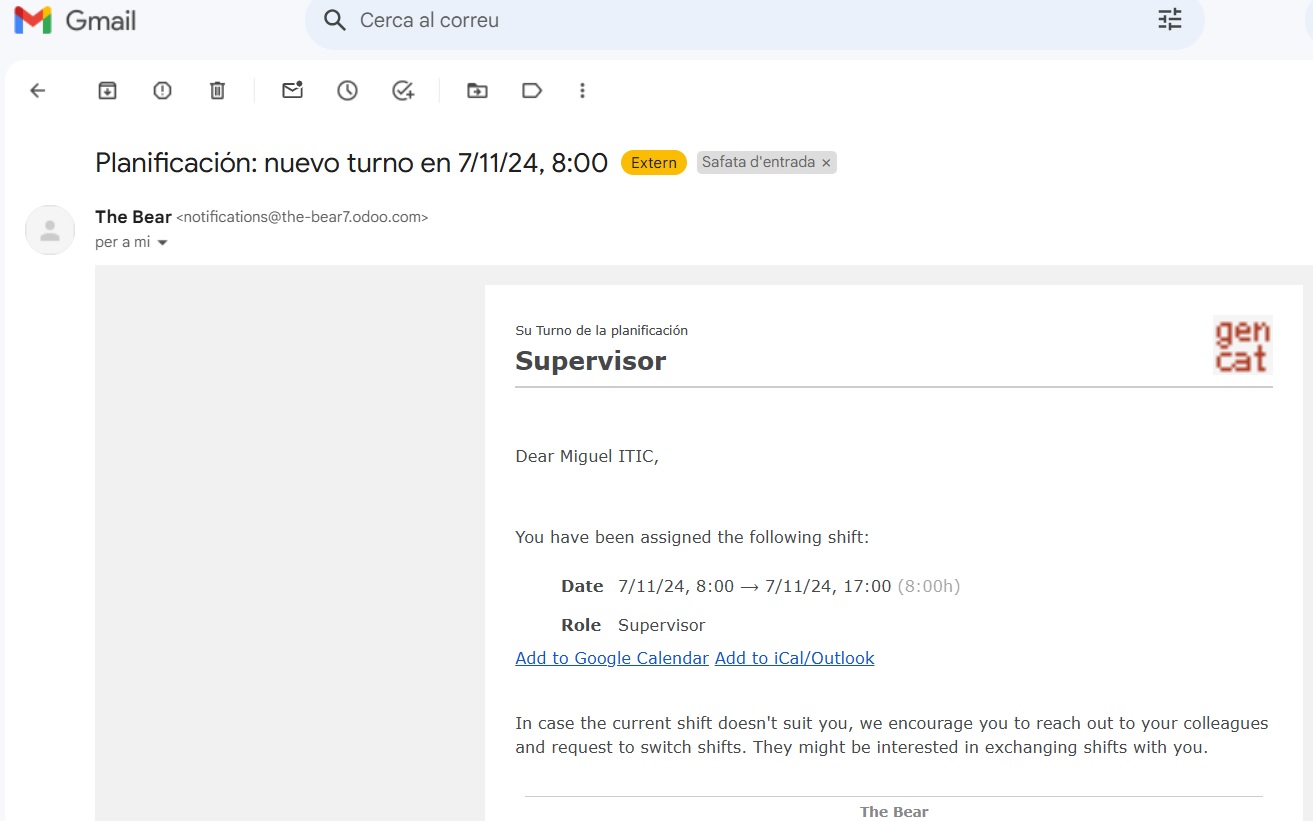 Gmail
Cerca al correu
Planificación: nuevo turno en 7/11/24, 8:00 Extern Safata d'entrada ×
The Bear <notifications@the-bear7.odoo.com>
per a mi
Su Turno de la planificación
Supervisor
gen
cat
Dear Miguel ITIC,
You have been assigned the following shift:
Date 7/11/24, 8:00 → 7/11/24, 17:00 (8:00h)
Role Supervisor
Add to Google Calendar Add to iCal/Outlook
In case the current shift doesn't suit you, we encourage you to reach out to your colleagues
and request to switch shifts. They might be interested in exchanging shifts with you.
The Bear